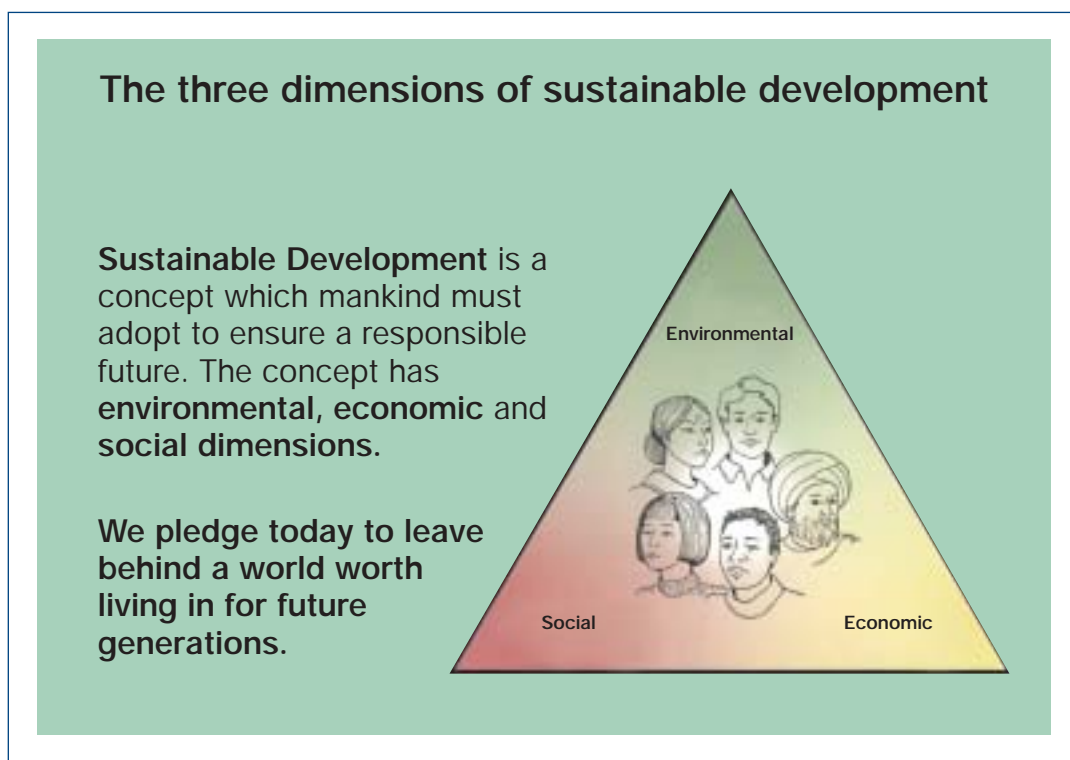 The three dimensions of sustainable development
Sustainable Development is a
concept which mankind must
adopt to ensure a responsible
future. The concept has
environmental, economic and
social dimensions.
We pledge today to leave
behind a world worth
living in for future
generations.
Environmental
Social
Economic